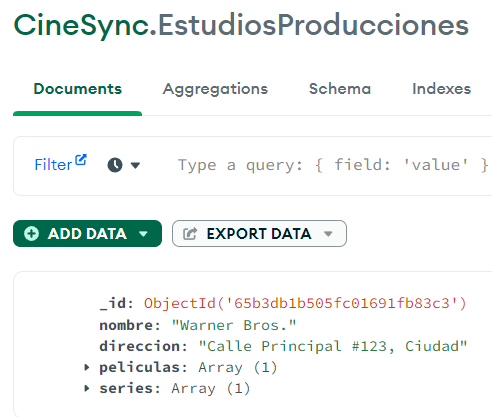 CineSync.EstudiosProducciones
Documents Aggregations Schema Indexes
Filter Type a query: { field: 'value' }
ADD DATA EXPORT DATA
_id: ObjectId('65b3db1b505fc01691fb83c3')
nombre: "Warner Bros."
direccion: "Calle Principal #123, Ciudad"
peliculas: Array (1)
series: Array (1)